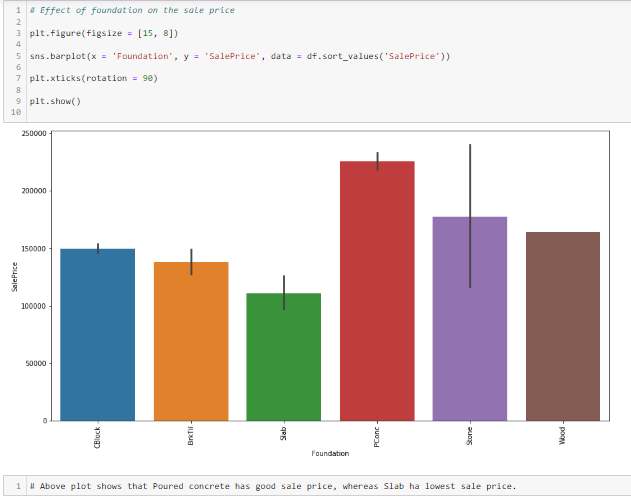 1 # Effect of foundation on the sale price
2
3 plt.figure(figsize = [15, 8])
4
5 sns.barplot(x = 'Foundation', y = 'SalePrice', data = df.sort_values('SalePrice'))
6
7 plt.xticks(rotation = 90)
8
9 plt.show()
10
250000
200000
150000
100000
50000
0
SalePrice
CBlock
BrkTil
Slab
PConc
Stone
Wood
Foundation
1 # Above plot shows that Poured concrete has good sale price, whereas Slab ha lowest sale price.